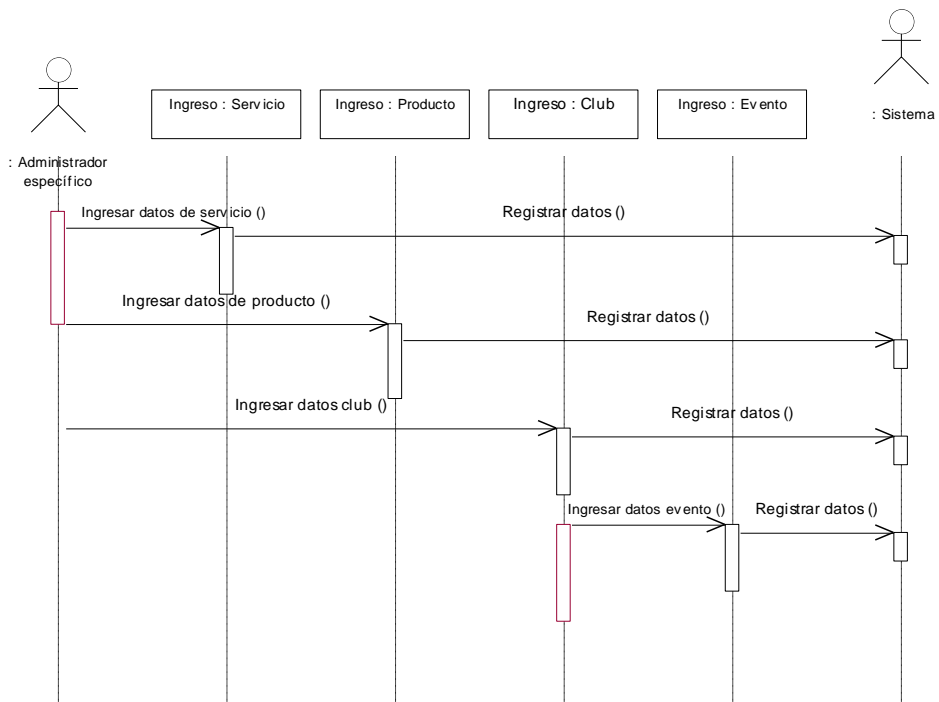 Ingreso : Servicio
Ingreso : Producto
Ingreso : Club
Ingreso : Evento
: Sistema
: Administrador
específico
Ingresar datos de servicio ()
Registrar datos ()
Ingresar datos de producto ()
Registrar datos ()
Ingresar datos club ()
Registrar datos ()
Ingresar datos evento ()
Registrar datos ()